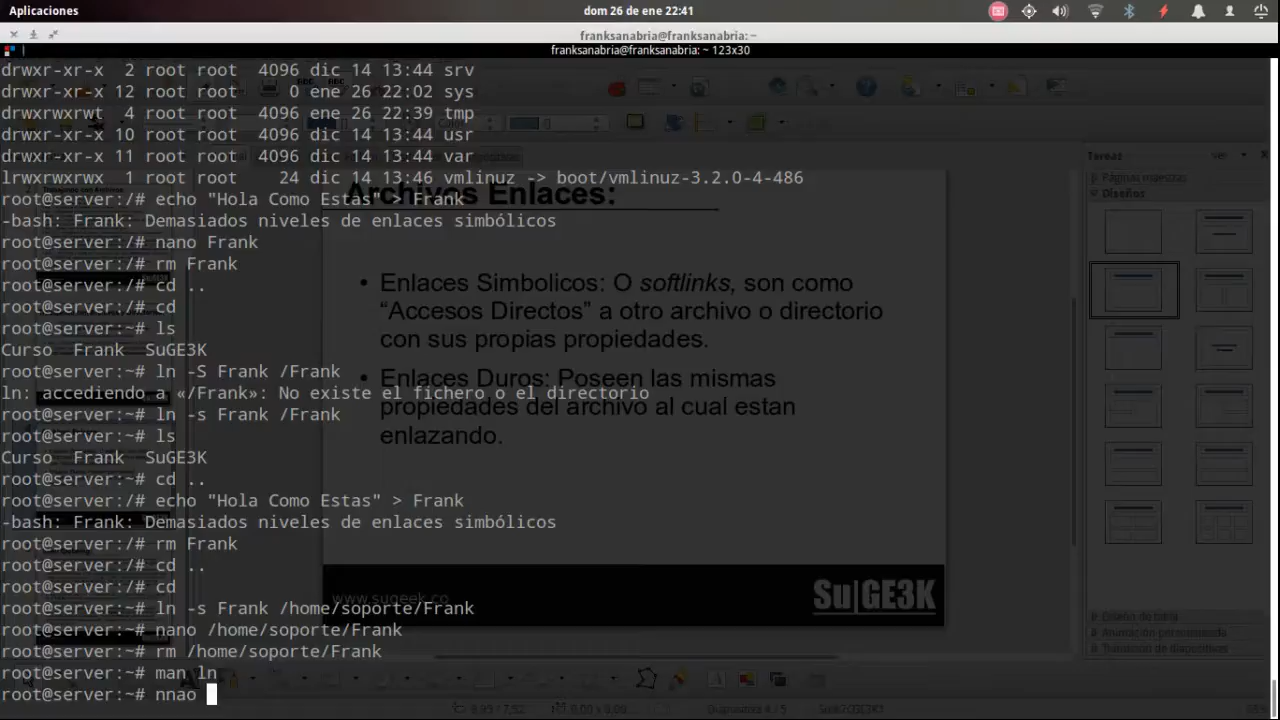 Aplicaciones
dom 26 de ene 22:41
franksanabria@franksanabria: ~
franksanabria@franksanabria: ~ 123x30
drwxr-xr-x 2 root root 4096 dic 14 13:44 srv
drwxr-xr-x 12 root root 0 ene 26 22:02 sys
drwxrwxrwt 4 root root 4096 ene 26 22:39 tmp
drwxr-xr-x 10 root root 4096 dic 14 13:44 usr
drwxr-xr-x 11 root root 4096 dic 14 13:44 var
lrwxrwxrwx 1 root root 24 dic 14 13:46 vmlinuz -> boot/vmlinuz-3.2.0-4-486
root@server:/# echo "Hola Como Estas" > Frank
-bash: Frank: Demasiados niveles de enlaces simbólicos
root@server:/# nano Frank
root@server:/# rm Frank
root@server:/# cd ..
root@server:/# cd
root@server:~# ls
Curso Frank SuGE3K
root@server:~# ln -S Frank /Frank
ln: accediendo a «/Frank»: No existe el fichero o el directorio
root@server:~# ln -s Frank /Frank
root@server:~# ls
Curso Frank SuGE3K
root@server:~# cd ..
root@server:/# echo "Hola Como Estas" > Frank
-bash: Frank: Demasiados niveles de enlaces simbólicos
root@server:/# rm Frank
root@server:/# cd ..
root@server:/# cd
root@server:~# ln -s Frank /home/soporte/Frank
root@server:~# nano /home/soporte/Frank
root@server:~# rm /home/soporte/Frank
root@server:~# man ln
root@server:~# nnao
Archivos Enlaces:
• Enlaces Simbolicos: O softlinks, son como
“Accesos Directos” a otro archivo o directorio
con sus propias propiedades.
• Enlaces Duros: Poseen las mismas
propiedades del archivo al cual estan
enlazando.
www.sugeek.co
Su|GE3K
Tareas
Ver
Páginas maestras
Diseños
Diseño de tabla
Animación personalizada
Transición de diapositivas